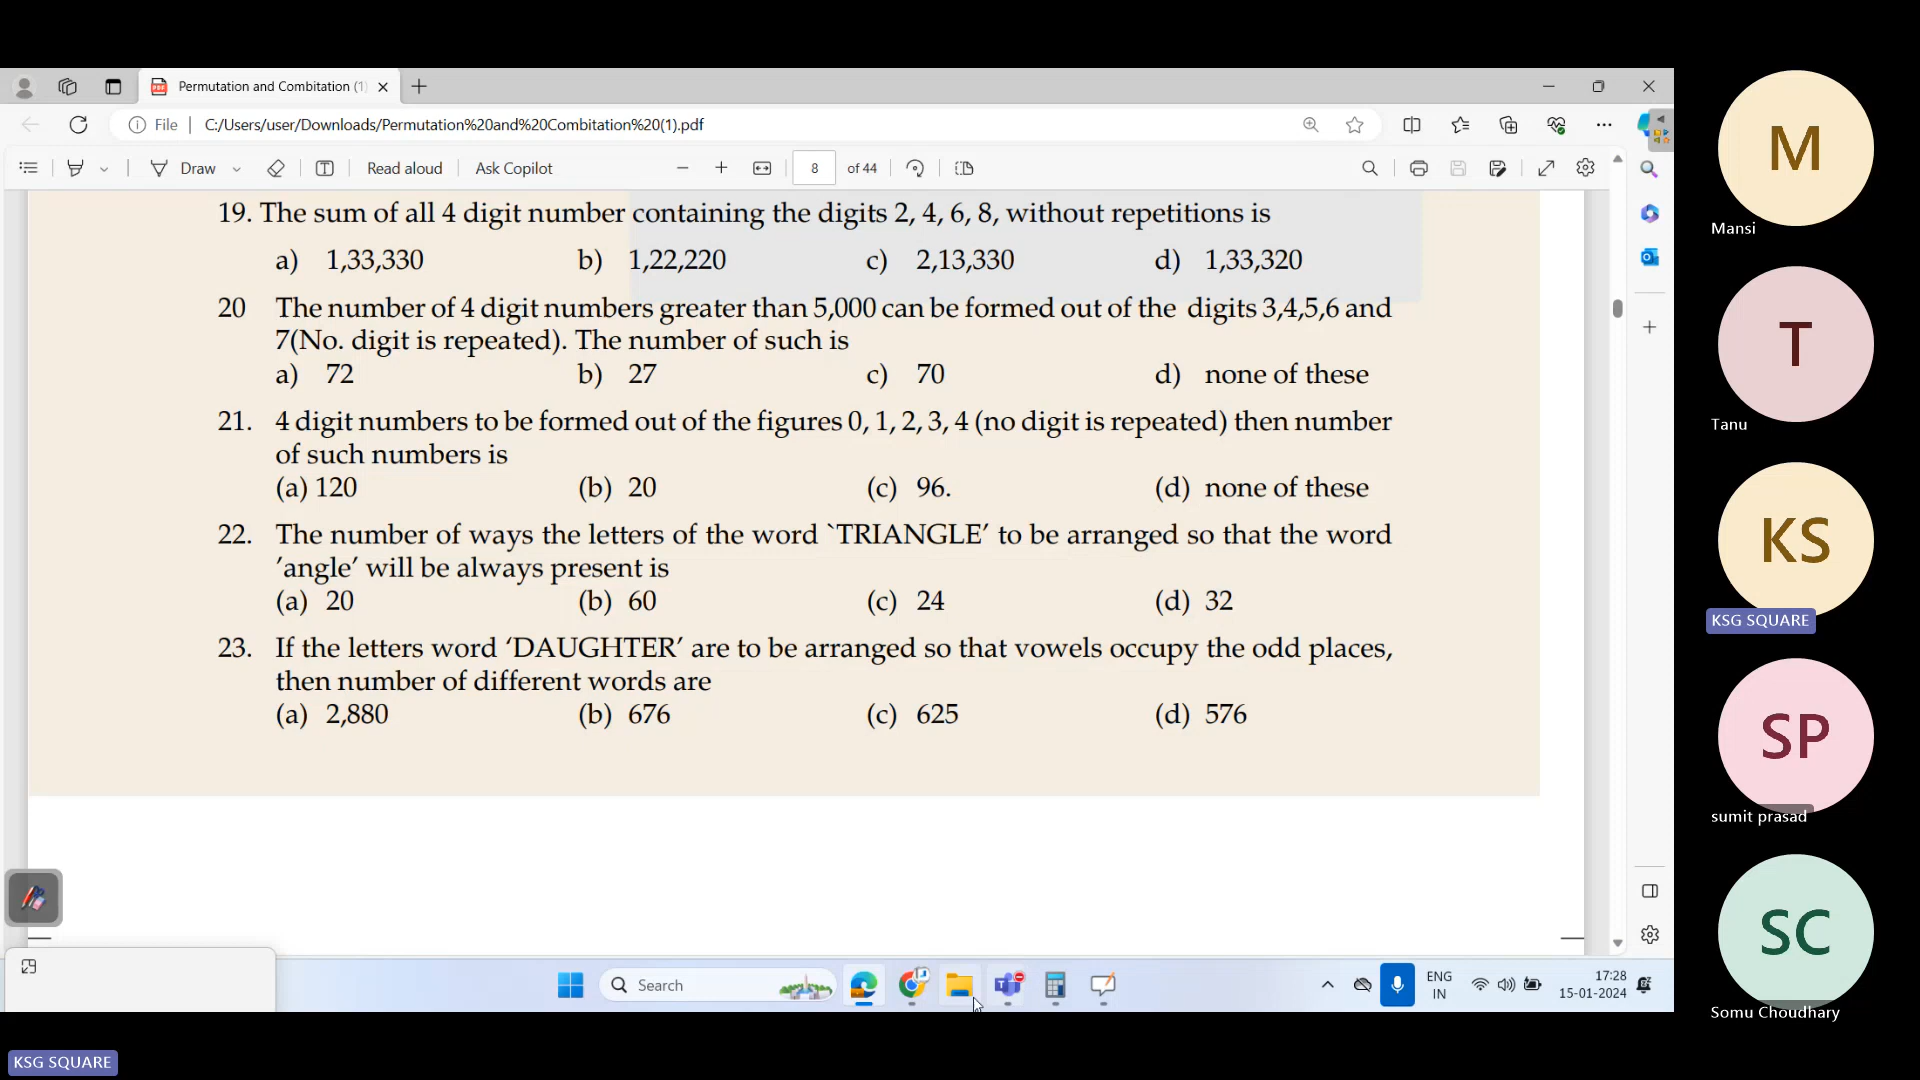 Permutation and Combitation (1)
File
C:/Users/user/Downloads/Permutation%20and%20Combitation%20(1).pdf
Draw
Read aloud
Ask Copilot
8 of 44
19. The sum of all 4 digit number containing the digits 2, 4, 6, 8, without repetitions is
a) 1,33,330 b) 1,22,220 c) 2,13,330 d) 1,33,320
20 The number of 4 digit numbers greater than 5,000 can be formed out of the digits 3,4,5,6 and
7(No. digit is repeated). The number of such is
a) 72 b) 27 c) 70 d) none of these
21. 4 digit numbers to be formed out of the figures 0, 1, 2, 3, 4 (no digit is repeated) then number
of such numbers is
(a) 120 (b) 20 (c) 96. (d) none of these
22. The number of ways the letters of the word `TRIANGLE' to be arranged so that the word
'angle' will be always present is
(a) 20 (b) 60 (c) 24 (d) 32
23. If the letters word 'DAUGHTER' are to be arranged so that vowels occupy the odd places,
then number of different words are
(a) 2,880 (b) 676 (c) 625 (d) 576
Search
ENG
IN
17:28
15-01-2024
M
Mansi
T
Tanu
KS
KSG SQUARE
SP
sumit prasad
SC
Somu Choudhary
KSG SQUARE